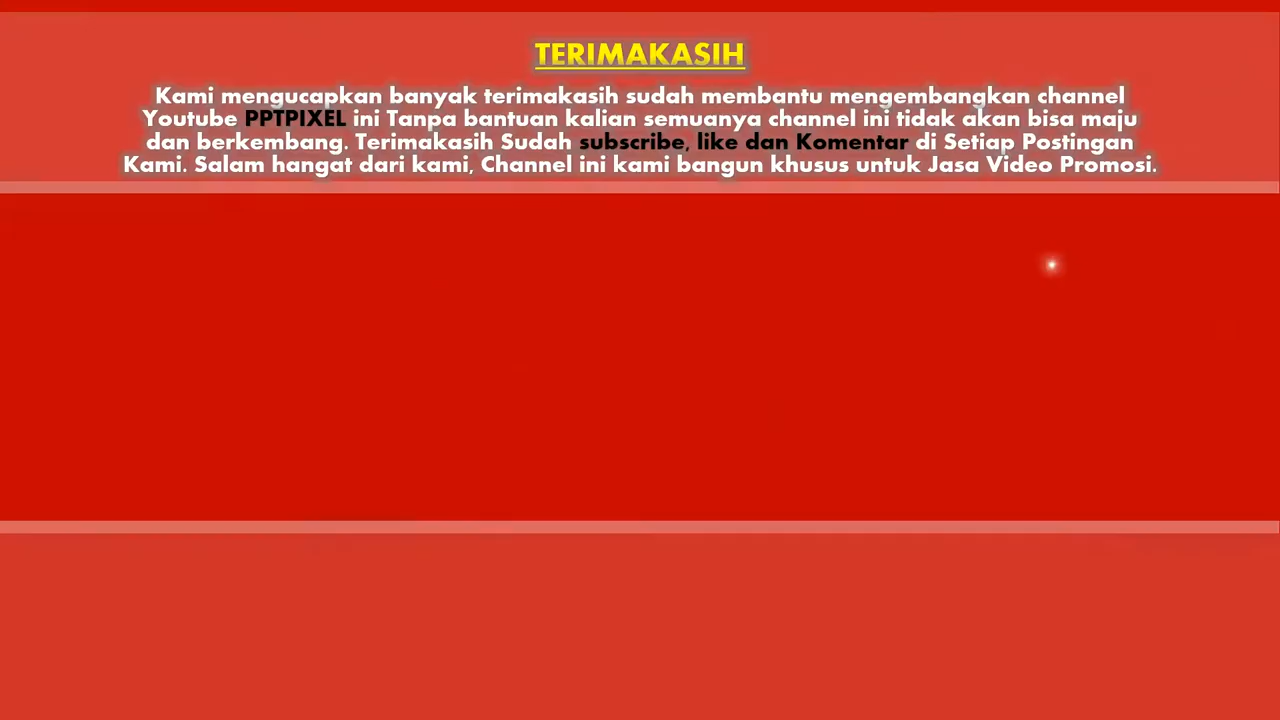 TERIMAKASIH
Kami mengucapkan banyak terimakasih sudah membantu mengembangkan channel
Youtube PPTPIXEL ini Tanpa bantuan kalian semuanya channel ini tidak akan bisa maju
dan berkembang. Terimakasih Sudah subscribe, like dan Komentar di Setiap Postingan
Kami. Salam hangat dari kami, Channel ini kami bangun khusus untuk Jasa Video Promosi.